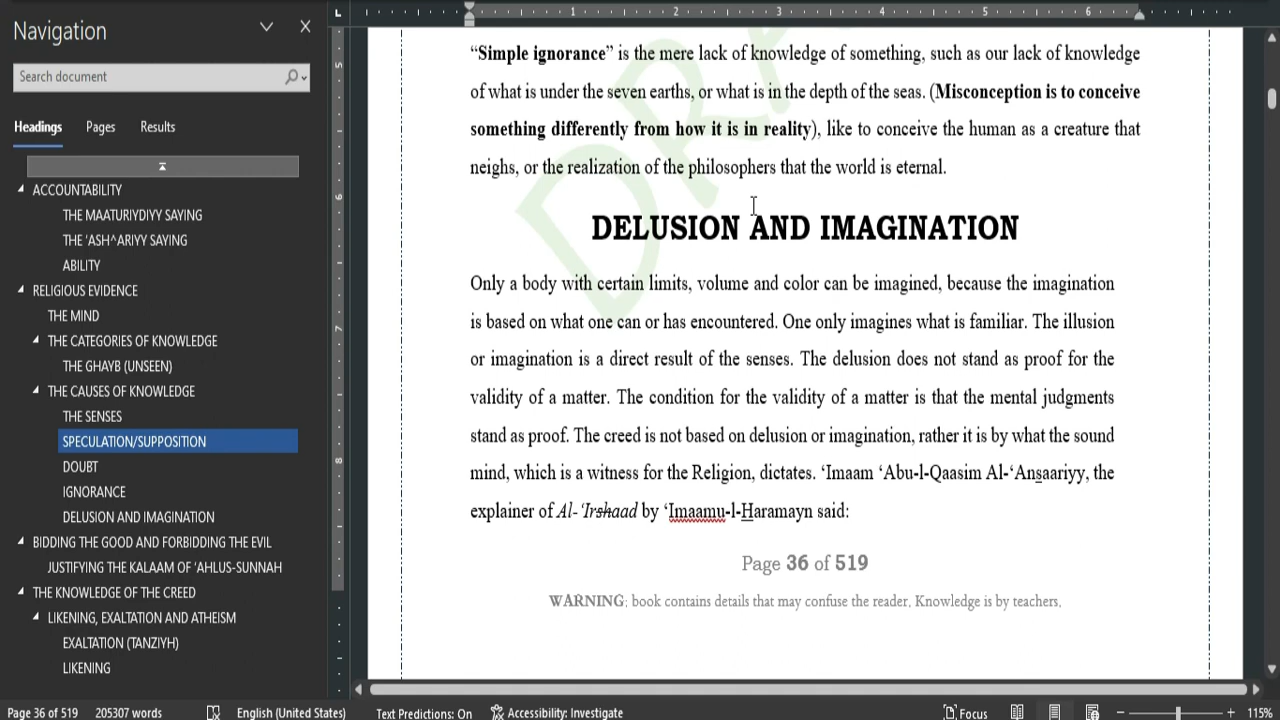 Navigation
Search document
Headings
Pages
Results
ACCOUNTABILITY
THE MAATURIYDIYY SAYING
THE 'ASH^ARIYY SAYING
ABILITY
RELIGIOUS EVIDENCE
THE MIND
THE CATEGORIES OF KNOWLEDGE
THE GHAYB (UNSEEN)
THE CAUSES OF KNOWLEDGE
THE SENSES
SPECULATION/SUPPOSITION
DOUBT
IGNORANCE
DELUSION AND IMAGINATION
BIDDING THE GOOD AND FORBIDDING THE EVIL
JUSTIFYING THE KALAAM OF 'AHLUS-SUNNAH
THE KNOWLEDGE OF THE CREED
LIKENING, EXALTATION AND ATHEISM
EXALTATION (TANZIYH)
LIKENING
L
1
2
3
4
5
6
5
6
7
8
DRA
“Simple ignorance” is the mere lack of knowledge of something, such as our lack of knowledge
of what is under the seven earths, or what is in the depth of the seas. (Misconception is to conceive
something differently from how it is in reality), like to conceive the human as a creature that
neighs, or the realization of the philosophers that the world is eternal.
DELUSION AND IMAGINATION
Only a body with certain limits, volume and color can be imagined, because the imagination
is based on what one can or has encountered. One only imagines what is familiar. The illusion
or imagination is a direct result of the senses. The delusion does not stand as proof for the
validity of a matter. The condition for the validity of a matter is that the mental judgments
stand as proof. The creed is not based on delusion or imagination, rather it is by what the sound
mind, which is a witness for the Religion, dictates. ‘Imaam ‘Abu-l-Qaasim Al-‘Ansaariyy, the
explainer of Al-‘Irshaad by ‘Imaamu-l-Haramayn said:
Page 36 of 519
WARNING; book contains details that may confuse the reader. Knowledge is by teachers.
Page 36 of 519
205307 words
English (United States)
Text Predictions: On
Accessibility: Investigate
Focus
115%